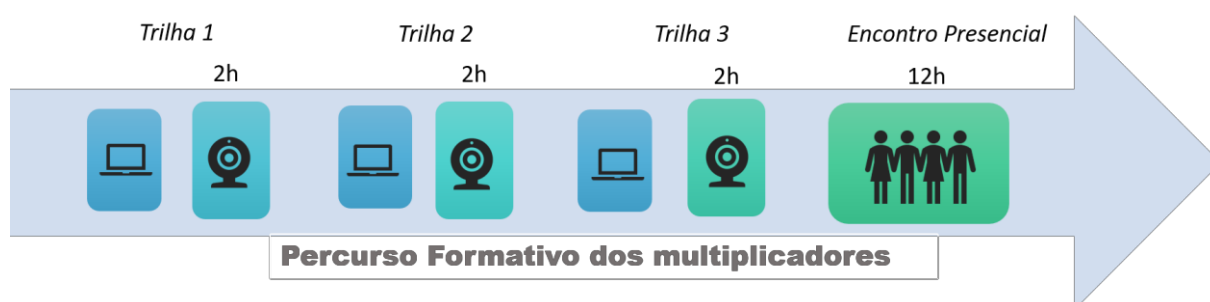 Trilha 1
Trilha 2
Trilha 3
Encontro Presencial
2h
2h
2h
12h
Percurso Formativo dos multiplicadores